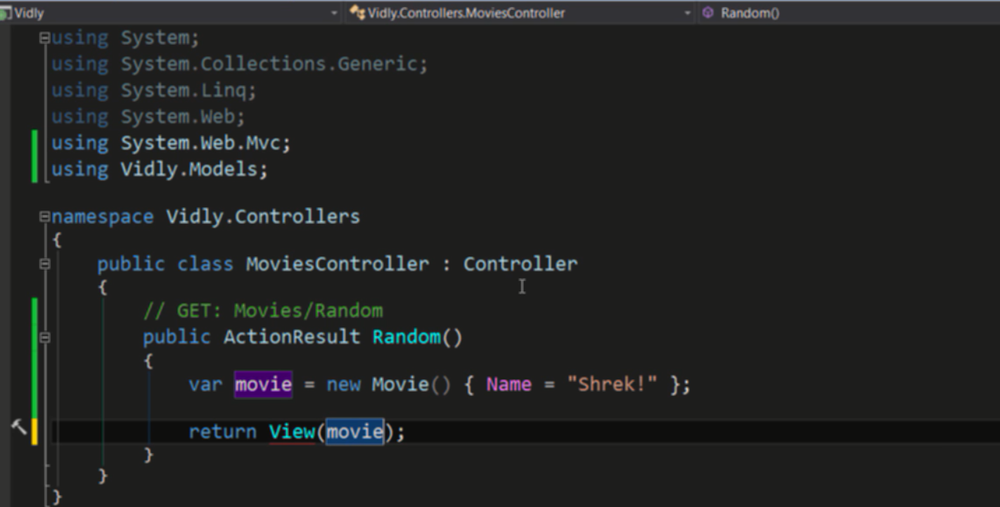 Vidly
Vidly.Controllers.MoviesController
Random()
using System;
using System.Collections.Generic;
using System.Linq;
using System.Web;
using System.Web.Mvc;
using Vidly.Models;
namespace Vidly.Controllers
{
public class MoviesController : Controller
{
// GET: Movies/Random
public ActionResult Random()
{
var movie = new Movie() { Name = "Shrek!" };
return View(movie);
}
}
}